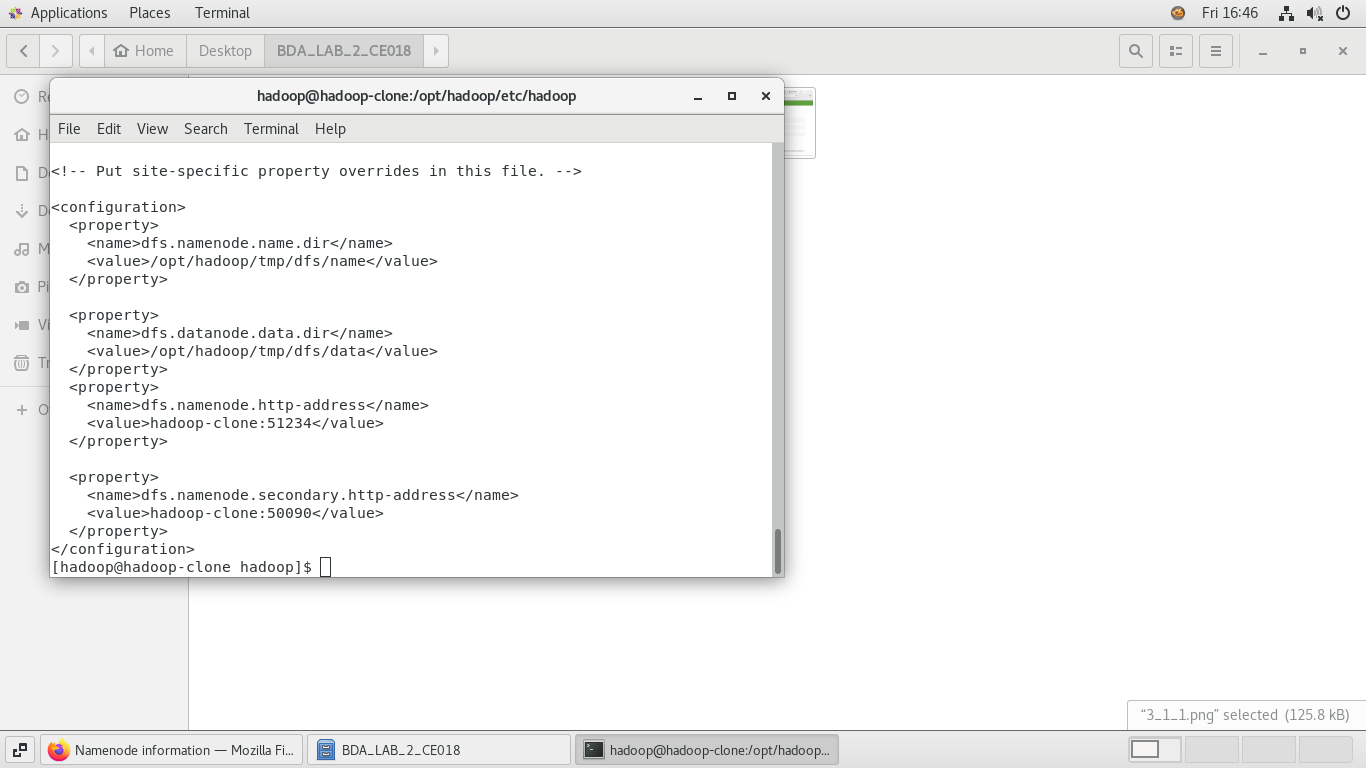 Applications Places Terminal Fri 16:46
Home Desktop BDA_LAB_2_CE018
hadoop@hadoop-clone:/opt/hadoop/etc/hadoop
File Edit View Search Terminal Help
<!-- Put site-specific property overrides in this file. -->
<configuration>
  <property>
    <name>dfs.namenode.name.dir</name>
    <value>/opt/hadoop/tmp/dfs/name</value>
  </property>
  <property>
    <name>dfs.datanode.data.dir</name>
    <value>/opt/hadoop/tmp/dfs/data</value>
  </property>
  <property>
    <name>dfs.namenode.http-address</name>
    <value>hadoop-clone:51234</value>
  </property>
  <property>
    <name>dfs.namenode.secondary.http-address</name>
    <value>hadoop-clone:50090</value>
  </property>
</configuration>
[hadoop@hadoop-clone hadoop]$
“3_1_1.png” selected (125.8 kB)
Namenode information — Mozilla Fi... BDA_LAB_2_CE018 hadoop@hadoop-clone:/opt/hadoop...